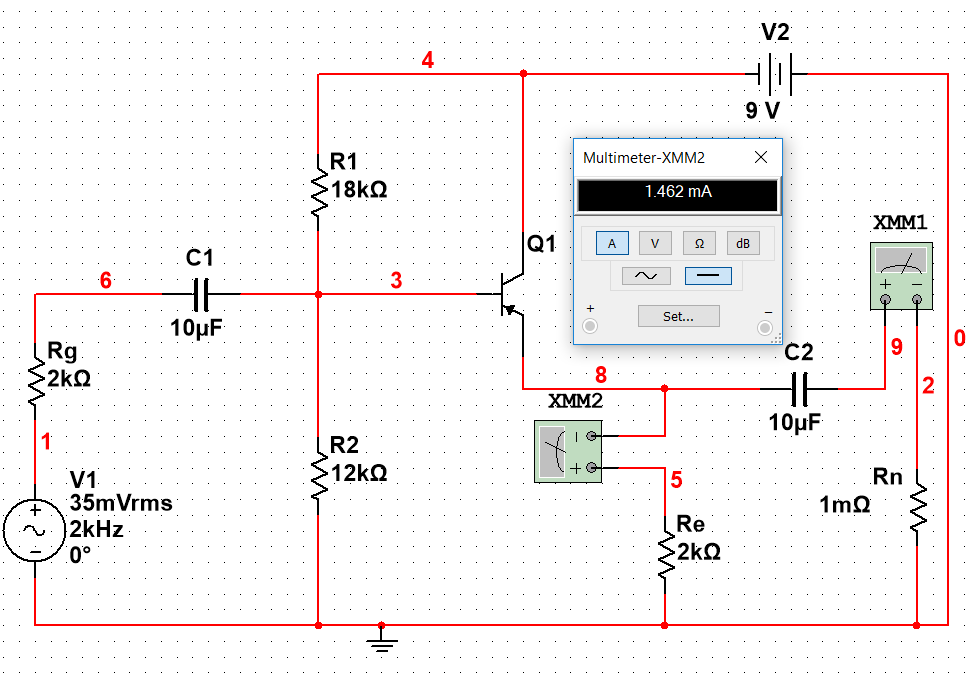 V2
4
9 V
Multimeter-XMM2
1.462 mA
A
V
Ω
dB
+
−
Set...
R1
18kΩ
XMM1
+
−
Q1
C1
6
10µF
3
0
9
C2
2
Rg
2kΩ
8
XMM2
+
10µF
1
R2
12kΩ
5
Rn
1mΩ
V1
35mVrms
2kHz
0°
+
−
Re
2kΩ